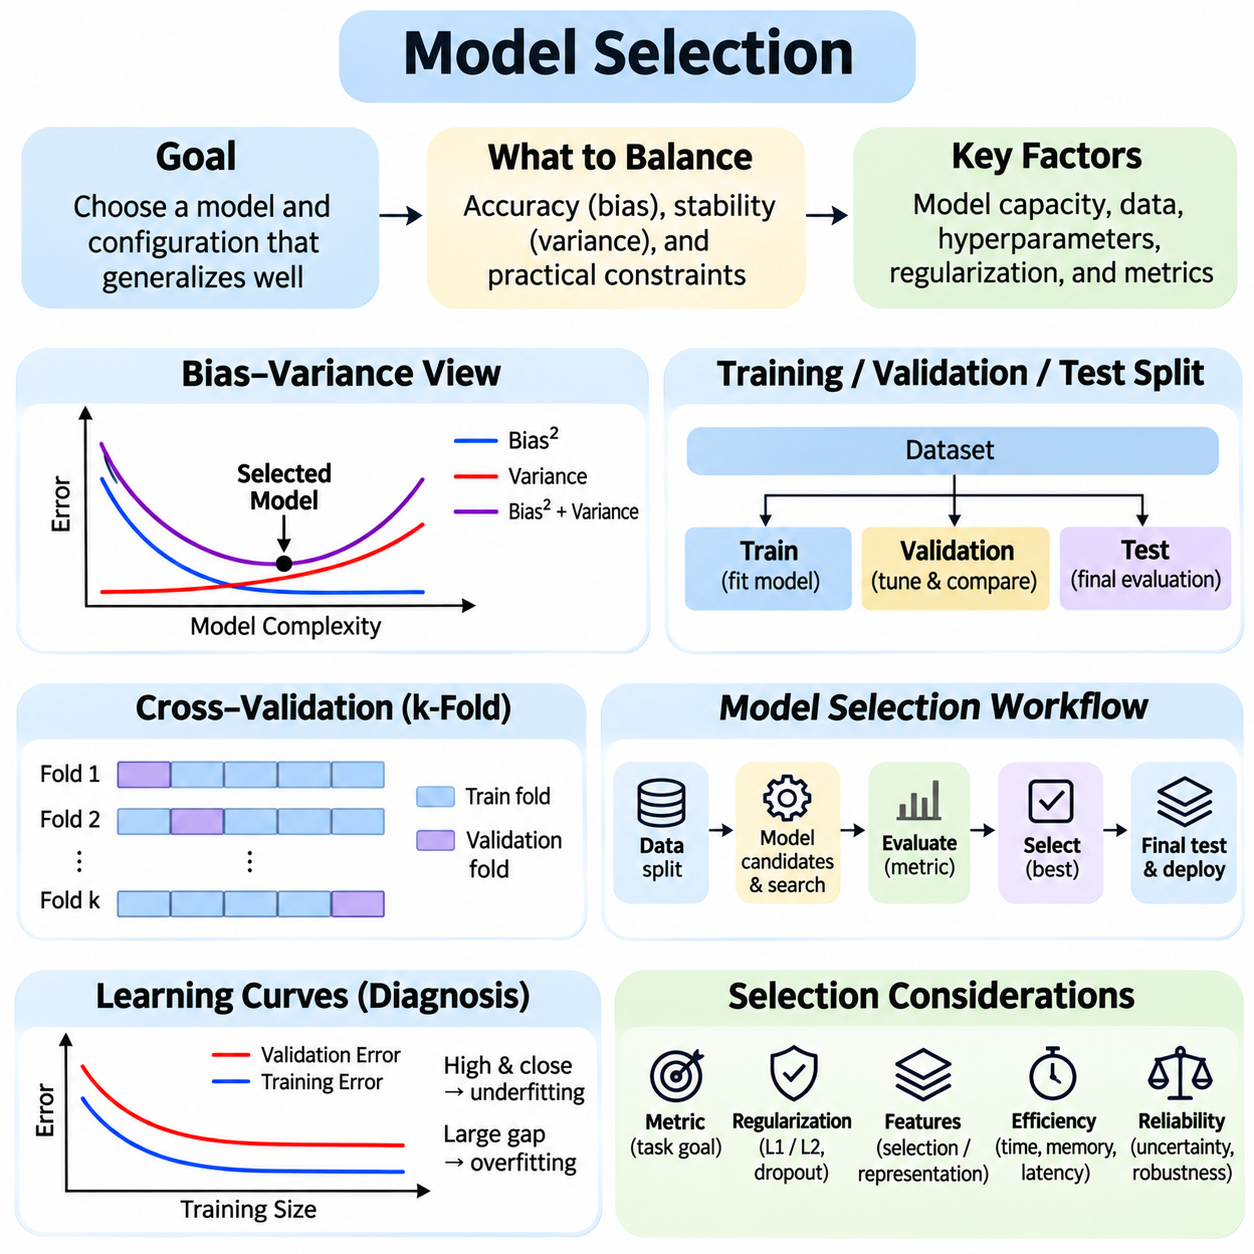 Model Selection
Goal
Choose a model and
configuration that
generalizes well
What to Balance
Accuracy (bias), stability
(variance), and
practical constraints
Key Factors
Model capacity, data,
hyperparameters,
regularization, and metrics
Bias–Variance View
Error
Selected
Model
Bias²
Variance
Bias² + Variance
Model Complexity
Training / Validation / Test Split
Dataset
Train
(fit model)
Validation
(tune & compare)
Test
(final evaluation)
Cross–Validation (k-Fold)
Fold 1
Fold 2
⋮
⋮
Fold k
Train fold
Validation
fold
Model Selection Workflow
Data
split
Model
candidates
& search
Evaluate
(metric)
Select
(best)
Final test
& deploy
Learning Curves (Diagnosis)
Error
Validation Error
Training Error
Training Size
High & close
→ underfitting
Large gap
→ overfitting
Selection Considerations
Metric
(task goal)
Regularization
(L1 / L2,
dropout)
Features
(selection /
representation)
Efficiency
(time, memory,
latency)
Reliability
(uncertainty,
robustness)